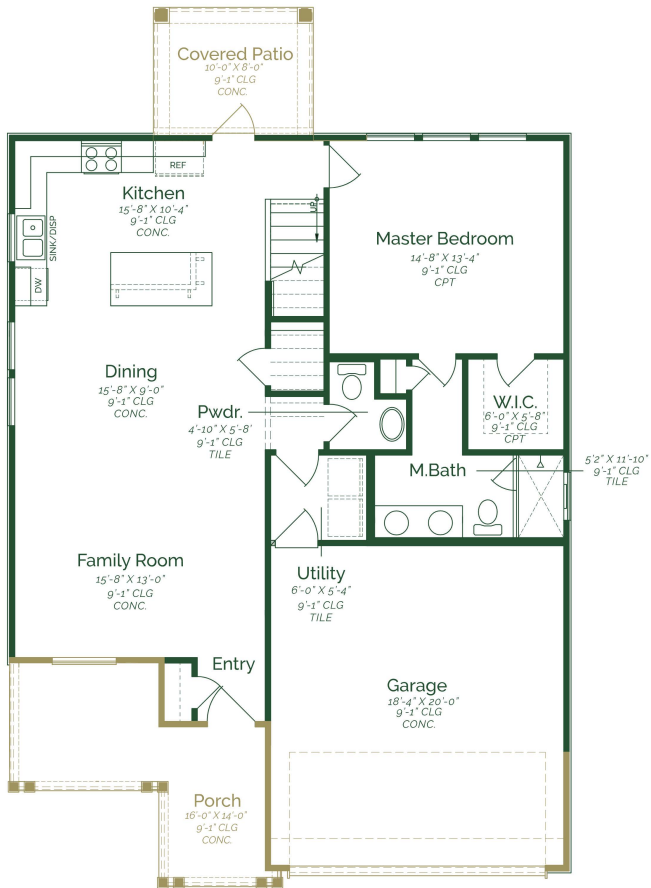 Covered Patio
10'-0" X 8'-0"
9'-1" CLG
CONC.
REF
Kitchen
15'-8" X 10'-4"
9'-1" CLG
CONC.
SINK/DISP
DW
UP
Master Bedroom
14'-8" X 13'-4"
9'-1" CLG
CPT
Dining
15'-8" X 9'-0"
9'-1" CLG
CONC.
Pwdr.
4'-10" X 5'-8'
9'-1" CLG
TILE
W.I.C.
6'-0" X 5'-8"
9'-1" CLG
CPT
M.Bath
5'2" X 11'-10"
9'-1" CLG
TILE
Family Room
15'-8" X 13'-0"
9'-1" CLG
CONC.
Utility
6'-0" X 5'-4"
9'-1" CLG
TILE
Entry
Garage
18'-4" X 20'-0"
9'-1" CLG
CONC.
Porch
16'-0" X 14'-0"
9'-1" CLG
CONC.